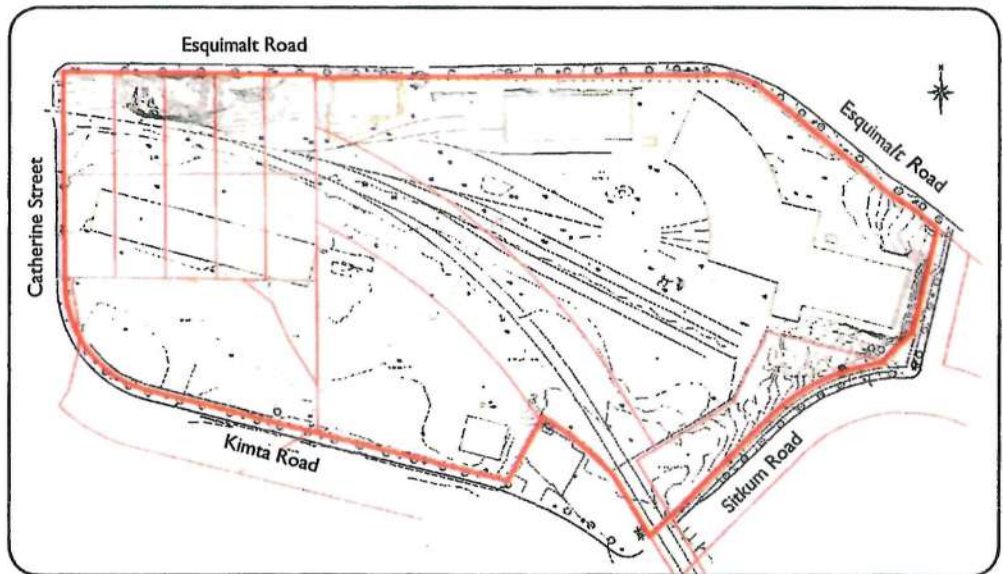 Esquimalt Road
Esquimalt Road
Catherine Street
Kimta Road
Sitkum Road